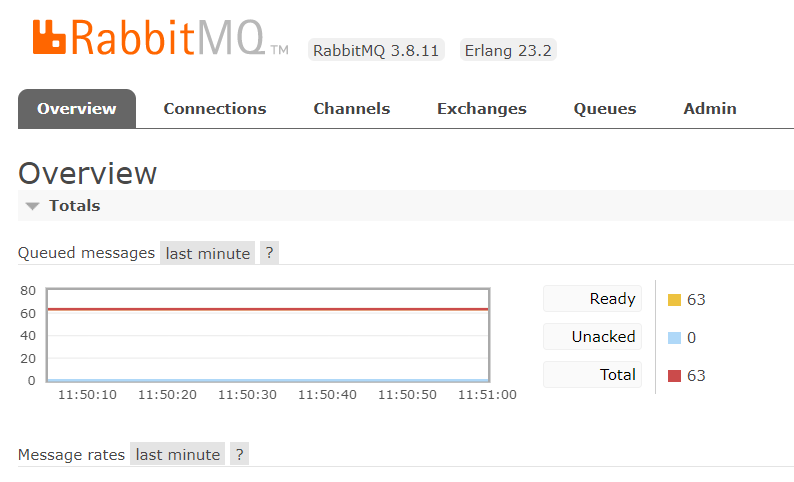 RabbitMQ TM RabbitMQ 3.8.11 Erlang 23.2
Overview Connections Channels Exchanges Queues Admin
Overview
Totals
Queued messages last minute ?
80
60
40
20
0
11:50:10 11:50:20 11:50:30 11:50:40 11:50:50 11:51:00
Ready 63
Unacked 0
Total 63
Message rates last minute ?